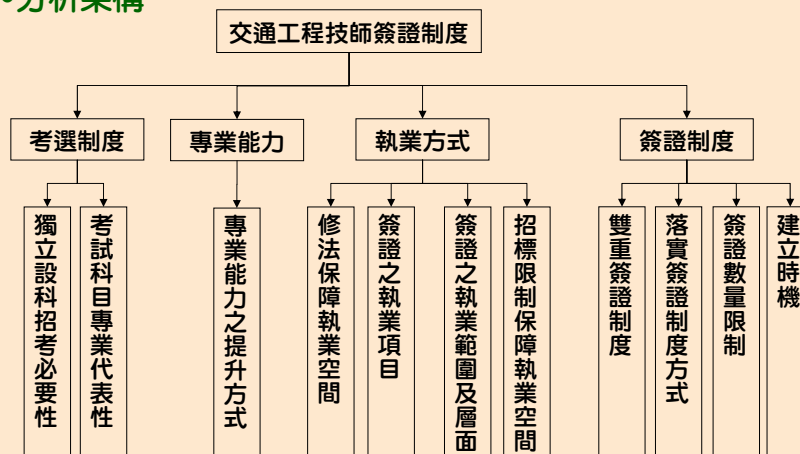 •分析架構
交通工程技師簽證制度
考選制度
專業能力
執業方式
簽證制度
獨立設科招考必要性
考試科目專業代表性
專業能力之提升方式
修法保障執業空間
簽證之執業項目
簽證之執業範圍及層面
招標限制保障執業空間
雙重簽證制度
落實簽證制度方式
簽證數量限制
建立時機